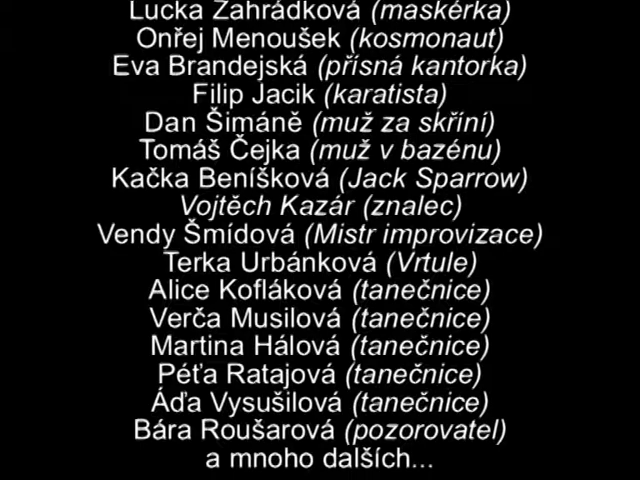 Lucka Zahrádková (maskérka)
Onřej Menoušek (kosmonaut)
Eva Brandejská (přísná kantorka)
Filip Jacik (karatista)
Dan Šimáně (muž za skříní)
Tomáš Čejka (muž v bazénu)
Kačka Beníšková (Jack Sparrow)
Vojtěch Kazár (znalec)
Vendy Šmídová (Mistr improvizace)
Terka Urbánková (Vrtule)
Alice Kofláková (tanečnice)
Verča Musilová (tanečnice)
Martina Hálová (tanečnice)
Péťa Ratajová (tanečnice)
Áďa Vysušilová (tanečnice)
Bára Roušarová (pozorovatel)
a mnoho dalších...